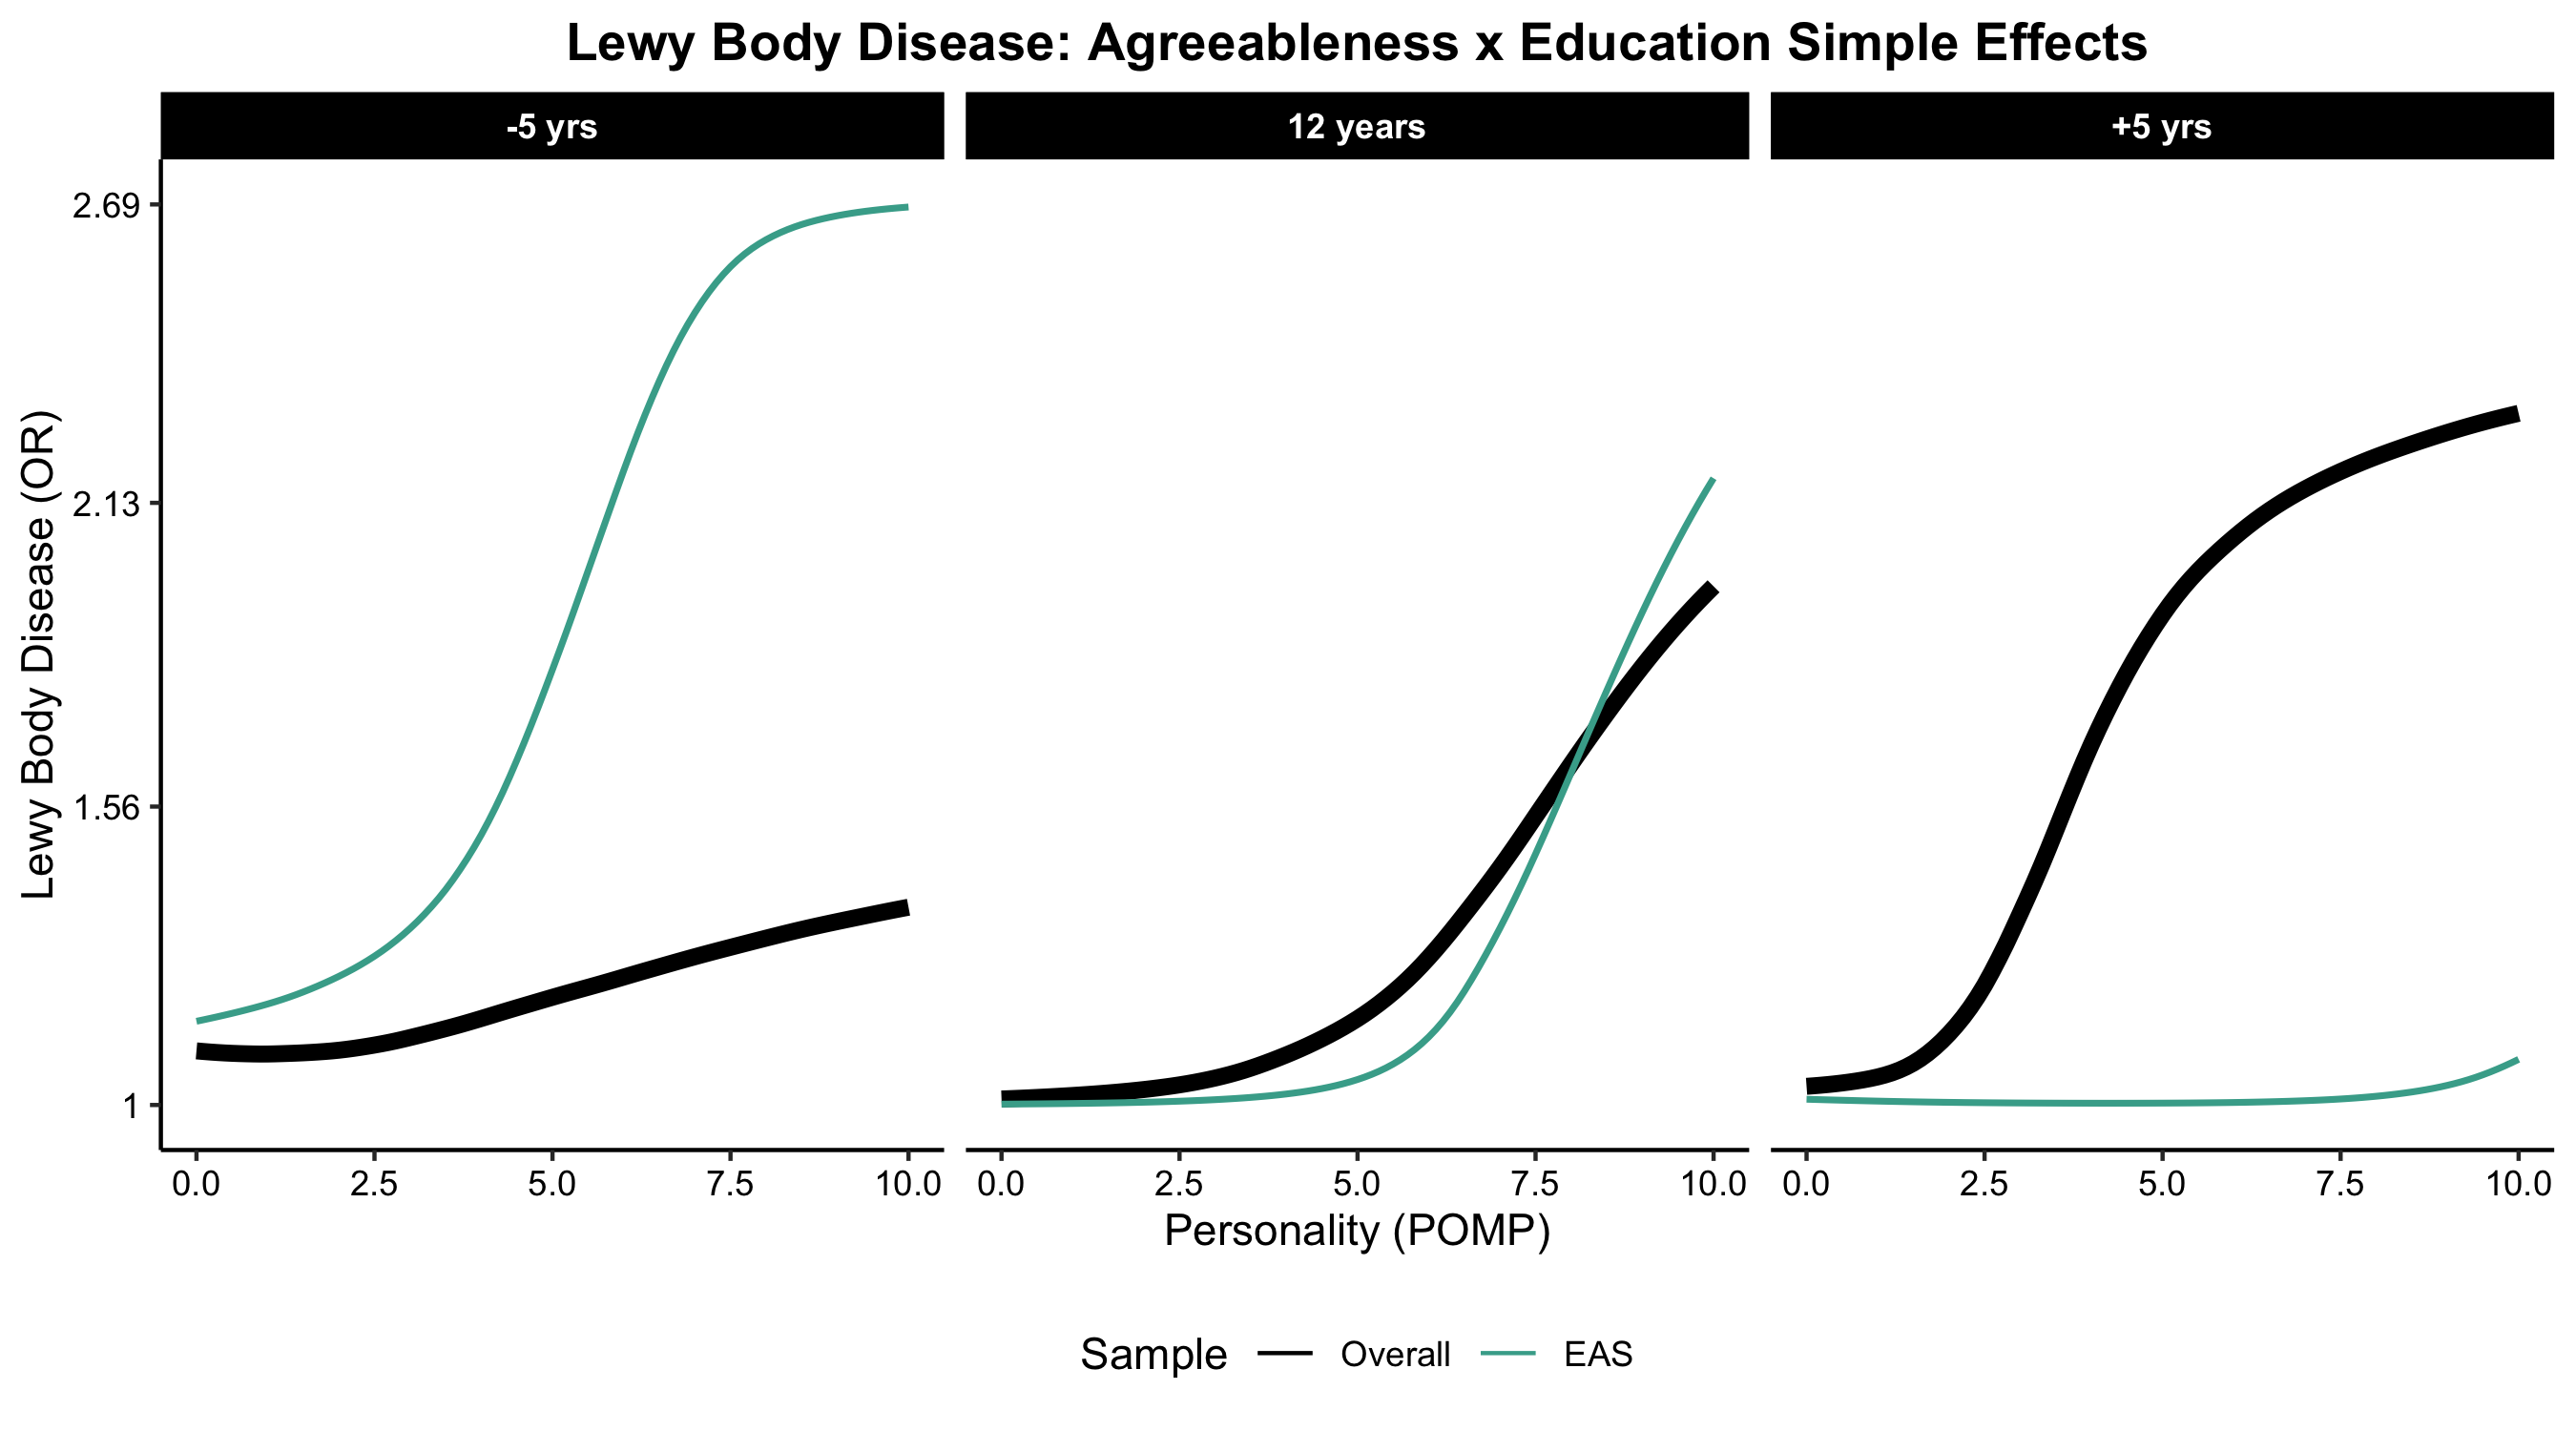 Lewy Body Disease: Agreeableness x Education Simple Effects
-5 yrs
12 years
+5 yrs
Lewy Body Disease (OR)
2.69
2.13
1.56
1
0.0 2.5 5.0 7.5 10.0
0.0 2.5 5.0 7.5 10.0
0.0 2.5 5.0 7.5 10.0
Personality (POMP)
Sample Overall EAS